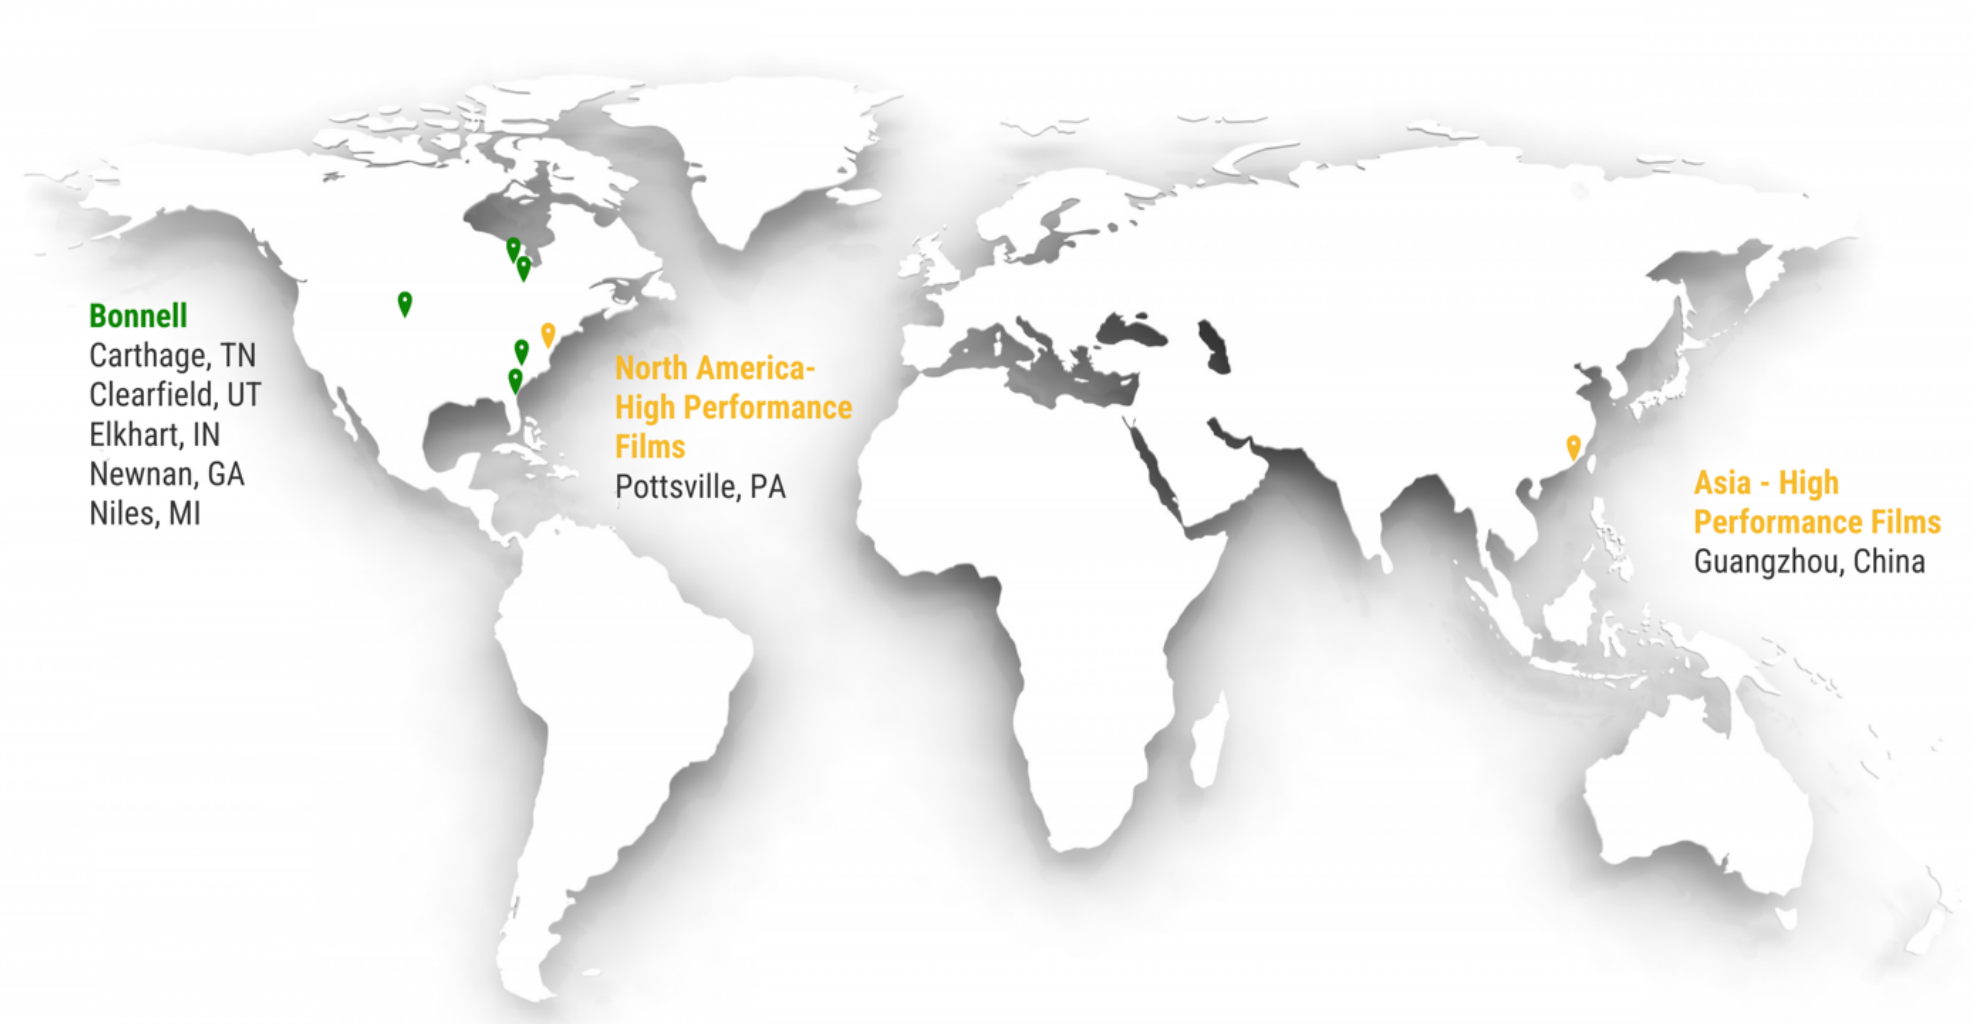 Bonnell
Carthage, TN
Clearfield, UT
Elkhart, IN
Newnan, GA
Niles, MI
North America-
High Performance
Films
Pottsville, PA
Asia - High
Performance Films
Guangzhou, China